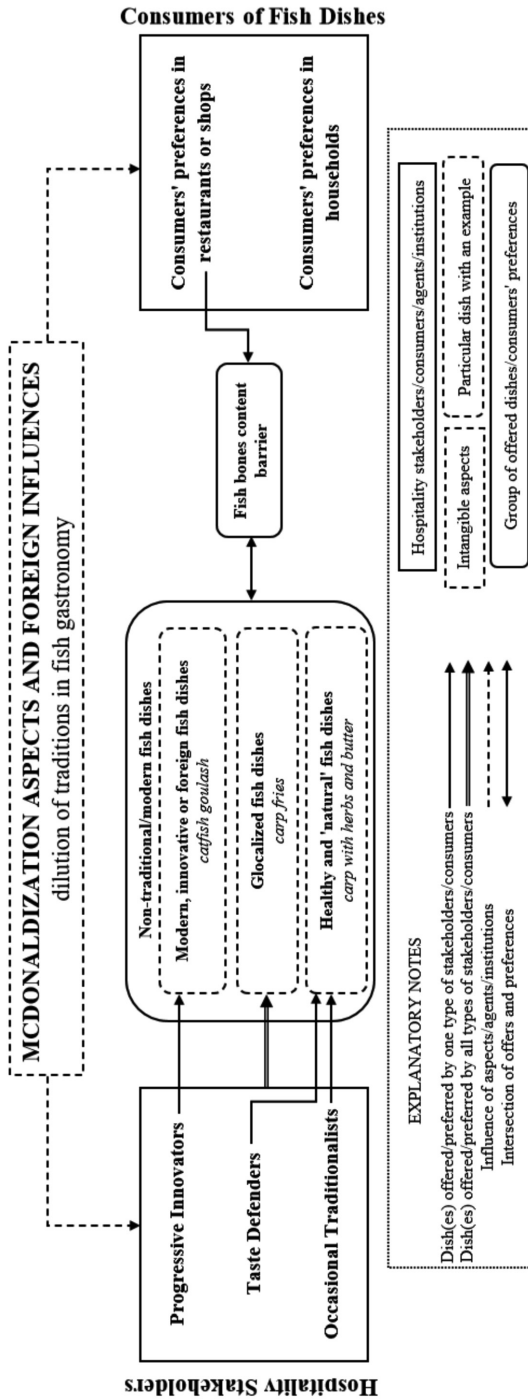 MCDONALDIZATION ASPECTS AND FOREIGN INFLUENCES
dilution of traditions in fish gastronomy
Hospitality Stakeholders
Progressive Innovators
Taste Defenders
Occasional Traditionalists
Non-traditional/modern fish dishes
Modern, innovative or foreign fish dishes
catfish goulash
Glocalized fish dishes
carp fries
Healthy and 'natural' fish dishes
carp with herbs and butter
Fish bones content
barrier
Consumers' preferences in
restaurants or shops
Consumers' preferences in
households
Consumers of Fish Dishes
EXPLANATORY NOTES
Dish(es) offered/preferred by one type of stakeholders/consumers
Dish(es) offered/preferred by all types of stakeholders/consumers
Influence of aspects/agents/institutions
Intersection of offers and preferences
Hospitality stakeholders/consumers/agents/institutions
Intangible aspects
Particular dish with an example
Group of offered dishes/consumers' preferences